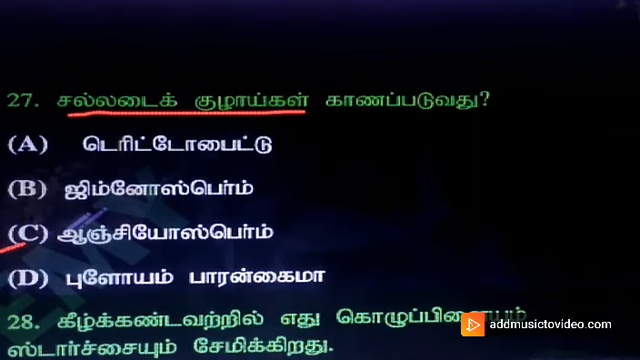 27. சல்லடைக் குழாய்கள் காணப்படுவது?
(A) டெரிட்டோபைட்டு
(B) ஜிம்னோஸ்பெர்ம்
(C) ஆஞ்சியோஸ்பெர்ம்
(D) புளோயம் பாரன்கைமா
28. கீழ்க்கண்டவற்றில் எது
ஸ்டார்ச்சையும் சேமிக்கிறது.
addmusictovideo.com